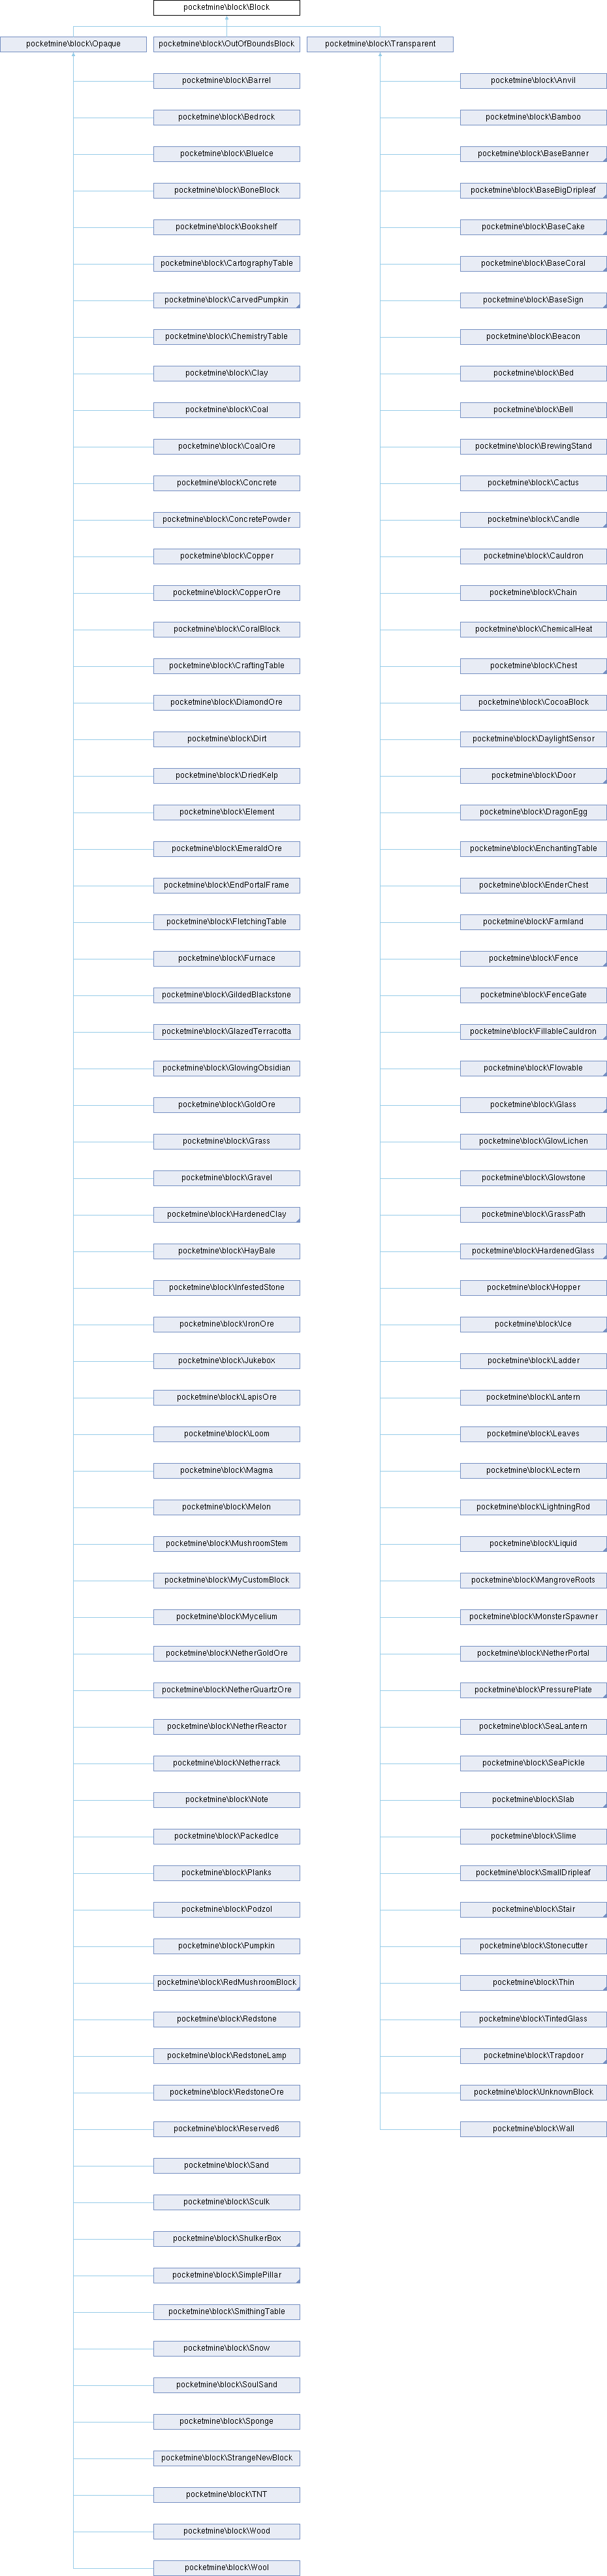 pocketmine\block\Block
pocketmine\block\Opaque
pocketmine\block\OutOfBoundsBlock
pocketmine\block\Transparent
pocketmine\block\Barrel
pocketmine\block\Anvil
pocketmine\block\Bedrock
pocketmine\block\Bamboo
pocketmine\block\BlueIce
pocketmine\block\BaseBanner
pocketmine\block\BoneBlock
pocketmine\block\BaseBigDripleaf
pocketmine\block\Bookshelf
pocketmine\block\BaseCake
pocketmine\block\CartographyTable
pocketmine\block\BaseCoral
pocketmine\block\CarvedPumpkin
pocketmine\block\BaseSign
pocketmine\block\ChemistryTable
pocketmine\block\Beacon
pocketmine\block\Clay
pocketmine\block\Bed
pocketmine\block\Coal
pocketmine\block\Bell
pocketmine\block\CoalOre
pocketmine\block\BrewingStand
pocketmine\block\Concrete
pocketmine\block\Cactus
pocketmine\block\ConcretePowder
pocketmine\block\Candle
pocketmine\block\Copper
pocketmine\block\Cauldron
pocketmine\block\CopperOre
pocketmine\block\Chain
pocketmine\block\CoralBlock
pocketmine\block\ChemicalHeat
pocketmine\block\CraftingTable
pocketmine\block\Chest
pocketmine\block\DiamondOre
pocketmine\block\CocoaBlock
pocketmine\block\Dirt
pocketmine\block\DaylightSensor
pocketmine\block\DriedKelp
pocketmine\block\Door
pocketmine\block\Element
pocketmine\block\DragonEgg
pocketmine\block\EmeraldOre
pocketmine\block\EnchantingTable
pocketmine\block\EndPortalFrame
pocketmine\block\EnderChest
pocketmine\block\FletchingTable
pocketmine\block\Farmland
pocketmine\block\Furnace
pocketmine\block\Fence
pocketmine\block\GildedBlackstone
pocketmine\block\FenceGate
pocketmine\block\GlazedTerracotta
pocketmine\block\FillableCauldron
pocketmine\block\GlowingObsidian
pocketmine\block\Flowable
pocketmine\block\GoldOre
pocketmine\block\Glass
pocketmine\block\Grass
pocketmine\block\GlowLichen
pocketmine\block\Gravel
pocketmine\block\Glowstone
pocketmine\block\HardenedClay
pocketmine\block\GrassPath
pocketmine\block\HayBale
pocketmine\block\HardenedGlass
pocketmine\block\InfestedStone
pocketmine\block\Hopper
pocketmine\block\IronOre
pocketmine\block\Ice
pocketmine\block\Jukebox
pocketmine\block\Ladder
pocketmine\block\LapisOre
pocketmine\block\Lantern
pocketmine\block\Loom
pocketmine\block\Leaves
pocketmine\block\Magma
pocketmine\block\Lectern
pocketmine\block\Melon
pocketmine\block\LightningRod
pocketmine\block\MushroomStem
pocketmine\block\Liquid
pocketmine\block\MyCustomBlock
pocketmine\block\MangroveRoots
pocketmine\block\Mycelium
pocketmine\block\MonsterSpawner
pocketmine\block\NetherGoldOre
pocketmine\block\NetherPortal
pocketmine\block\NetherQuartzOre
pocketmine\block\PressurePlate
pocketmine\block\NetherReactor
pocketmine\block\SeaLantern
pocketmine\block\Netherrack
pocketmine\block\SeaPickle
pocketmine\block\Note
pocketmine\block\Slab
pocketmine\block\PackedIce
pocketmine\block\Slime
pocketmine\block\Planks
pocketmine\block\SmallDripleaf
pocketmine\block\Podzol
pocketmine\block\Stair
pocketmine\block\Pumpkin
pocketmine\block\Stonecutter
pocketmine\block\RedMushroomBlock
pocketmine\block\Thin
pocketmine\block\Redstone
pocketmine\block\TintedGlass
pocketmine\block\RedstoneLamp
pocketmine\block\Trapdoor
pocketmine\block\RedstoneOre
pocketmine\block\UnknownBlock
pocketmine\block\Reserved6
pocketmine\block\Wall
pocketmine\block\Sand
pocketmine\block\Sculk
pocketmine\block\ShulkerBox
pocketmine\block\SimplePillar
pocketmine\block\SmithingTable
pocketmine\block\Snow
pocketmine\block\SoulSand
pocketmine\block\Sponge
pocketmine\block\StrangeNewBlock
pocketmine\block\TNT
pocketmine\block\Wood
pocketmine\block\Wool